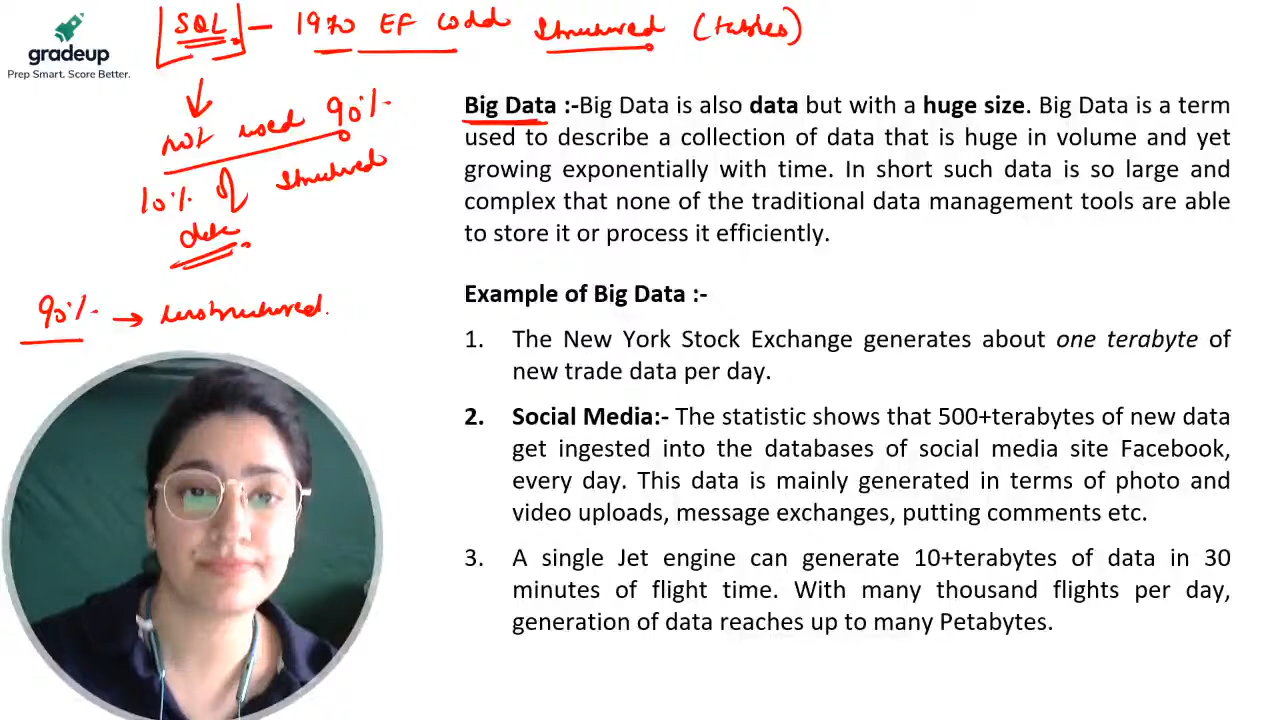 [SQL] - 1970 EF Codd Structured (tables)
gradeup
Prep Smart. Score Better.
not used 90%.
10% of Structured
data
90%. → unstructured.
Big Data :-Big Data is also data but with a huge size. Big Data is a term
used to describe a collection of data that is huge in volume and yet
growing exponentially with time. In short such data is so large and
complex that none of the traditional data management tools are able
to store it or process it efficiently.
Example of Big Data :-
1. The New York Stock Exchange generates about one terabyte of
new trade data per day.
2. Social Media:- The statistic shows that 500+terabytes of new data
get ingested into the databases of social media site Facebook,
every day. This data is mainly generated in terms of photo and
video uploads, message exchanges, putting comments etc.
3. A single Jet engine can generate 10+terabytes of data in 30
minutes of flight time. With many thousand flights per day,
generation of data reaches up to many Petabytes.